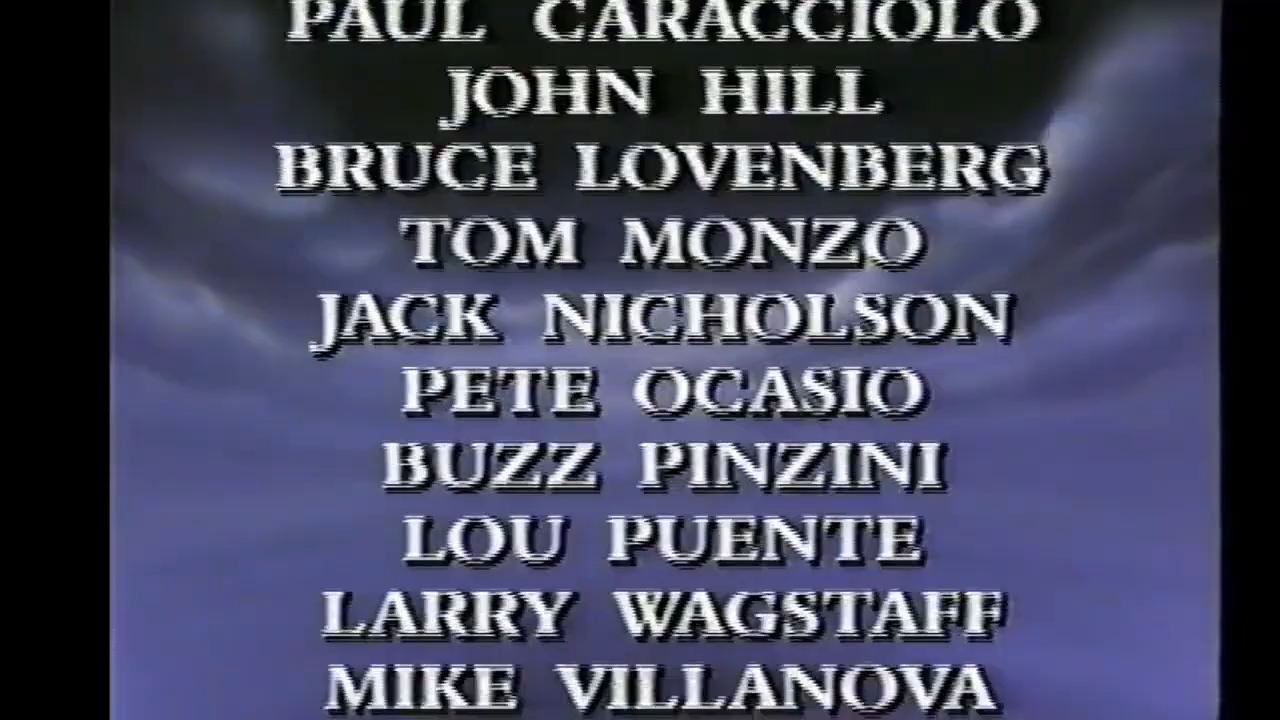 PAUL CARACCIOLO
JOHN HILL
BRUCE LOVENBERG
TOM MONZO
JACK NICHOLSON
PETE OCASIO
BUZZ PINZINI
LOU PUENTE
LARRY WAGSTAFF
MIKE VILLANOVA